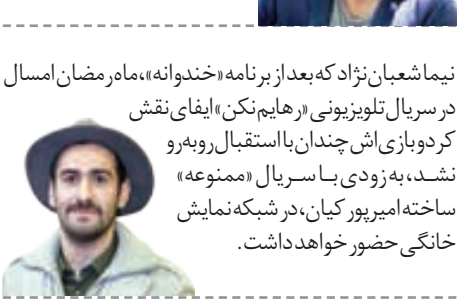 نیما شعبان‌نژاد که بعد از برنامه «خندوانه»، ماه رمضان امسال
در سریال تلویزیونی «رهایم نکن» ایفای نقش
کرد و بازی‌اش چندان با استقبال روبه‌رو
نشد، به زودی با سریال «ممنوعه»
ساخته امیرپور کیان، در شبکه نمایش
خانگی حضور خواهد داشت.